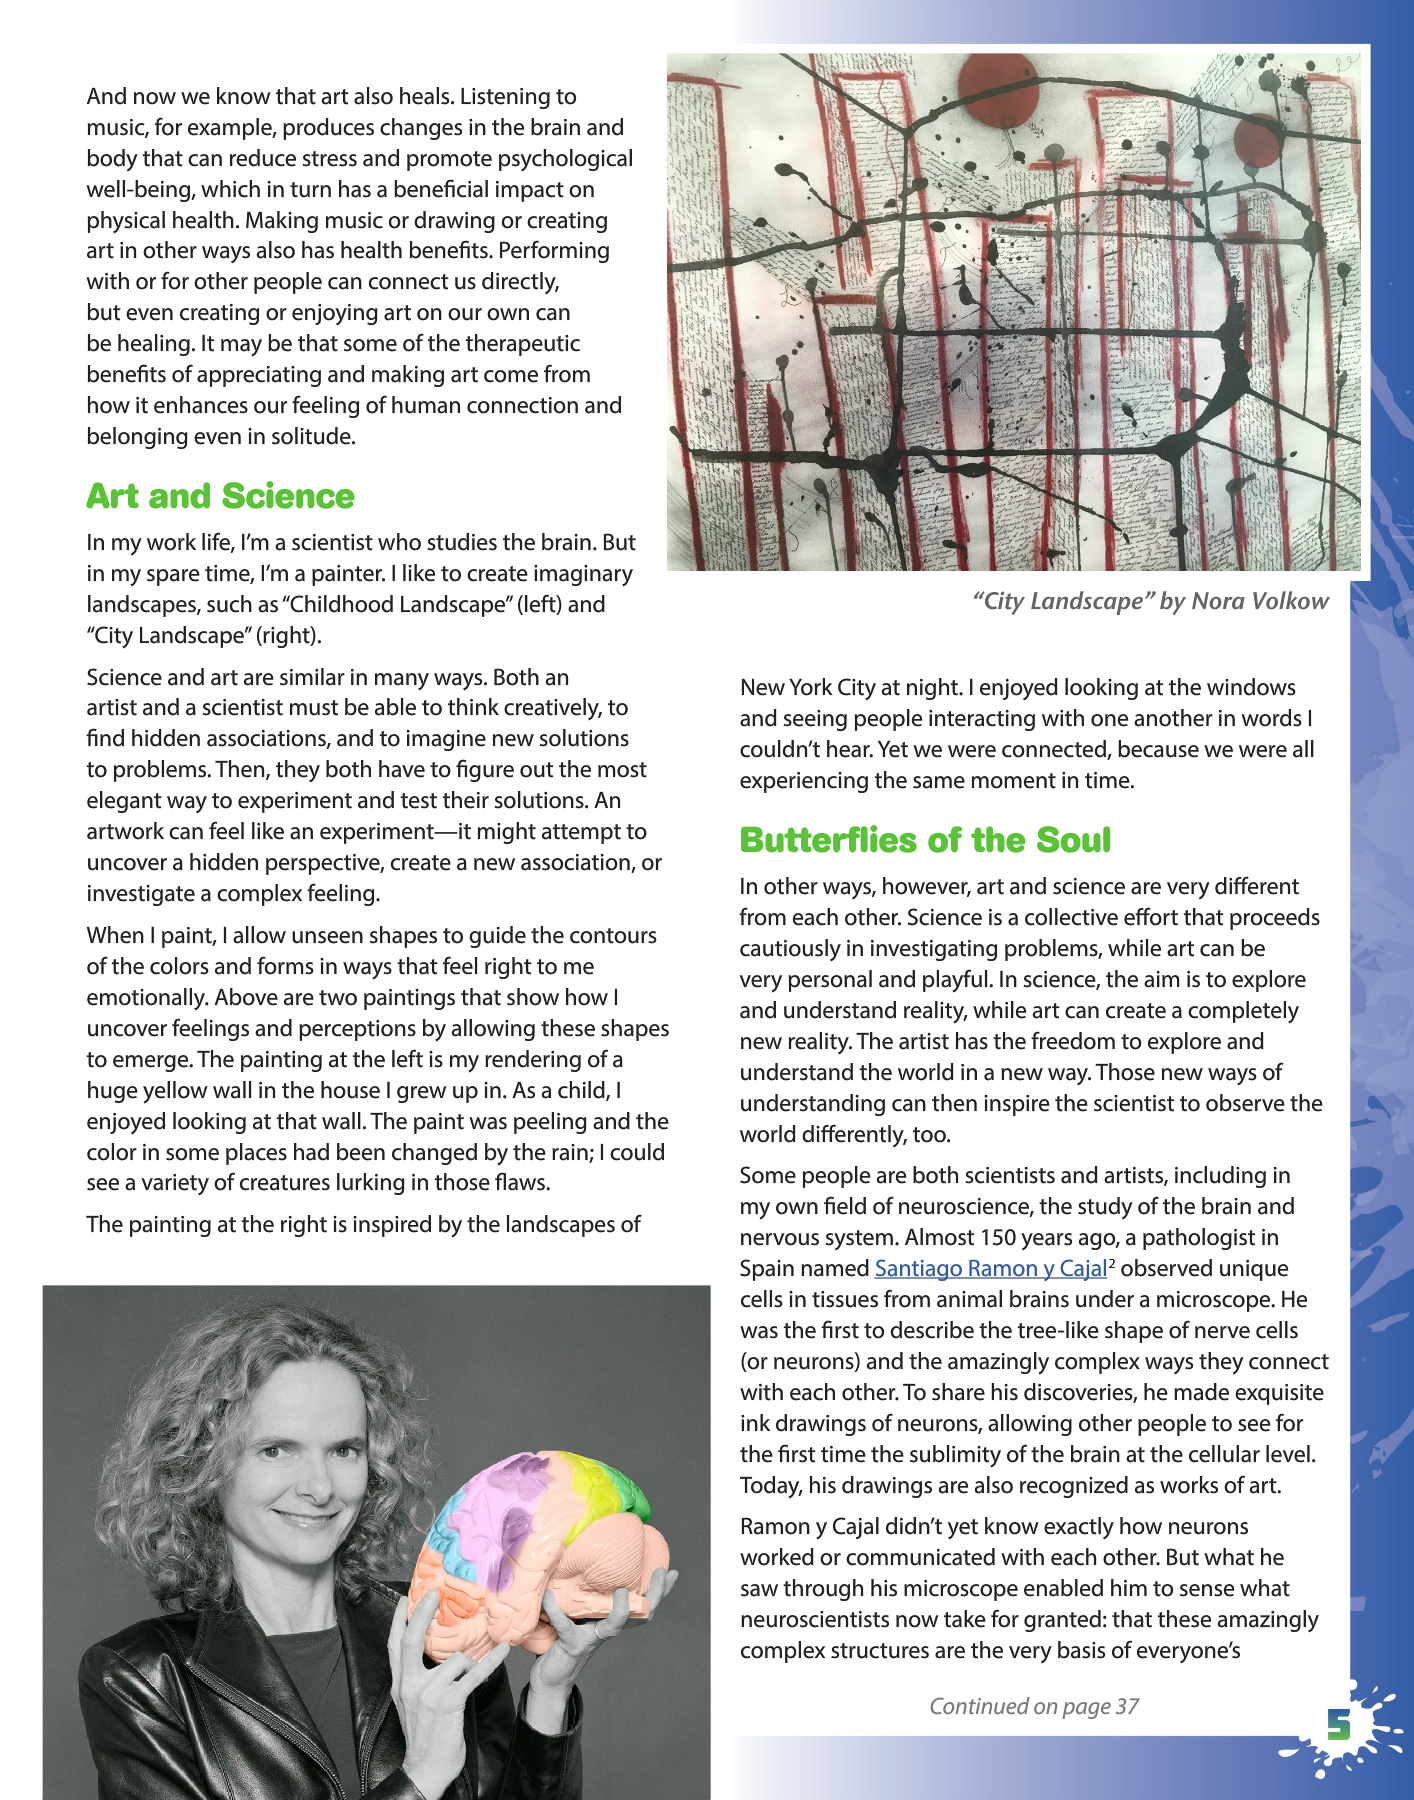 And now we know that art also heals. Listening to
music, for example, produces changes in the brain and
body that can reduce stress and promote psychological
well-being, which in turn has a beneficial impact on
physical health. Making music or drawing or creating
art in other ways also has health benefits. Performing
with or for other people can connect us directly,
but even creating or enjoying art on our own can
be healing. It may be that some of the therapeutic
benefits of appreciating and making art come from
how it enhances our feeling of human connection and
belonging even in solitude.
Art and Science
In my work life, I’m a scientist who studies the brain. But
in my spare time, I’m a painter. I like to create imaginary
landscapes, such as “Childhood Landscape” (left) and
“City Landscape” (right).
Science and art are similar in many ways. Both an
artist and a scientist must be able to think creatively, to
find hidden associations, and to imagine new solutions
to problems. Then, they both have to figure out the most
elegant way to experiment and test their solutions. An
artwork can feel like an experiment—it might attempt to
uncover a hidden perspective, create a new association, or
investigate a complex feeling.
When I paint, I allow unseen shapes to guide the contours
of the colors and forms in ways that feel right to me
emotionally. Above are two paintings that show how I
uncover feelings and perceptions by allowing these shapes
to emerge. The painting at the left is my rendering of a
huge yellow wall in the house I grew up in. As a child, I
enjoyed looking at that wall. The paint was peeling and the
color in some places had been changed by the rain; I could
see a variety of creatures lurking in those flaws.
The painting at the right is inspired by the landscapes of
“City Landscape” by Nora Volkow
New York City at night. I enjoyed looking at the windows
and seeing people interacting with one another in words I
couldn’t hear. Yet we were connected, because we were all
experiencing the same moment in time.
Butterflies of the Soul
In other ways, however, art and science are very different
from each other. Science is a collective effort that proceeds
cautiously in investigating problems, while art can be
very personal and playful. In science, the aim is to explore
and understand reality, while art can create a completely
new reality. The artist has the freedom to explore and
understand the world in a new way. Those new ways of
understanding can then inspire the scientist to observe the
world differently, too.
Some people are both scientists and artists, including in
my own field of neuroscience, the study of the brain and
nervous system. Almost 150 years ago, a pathologist in
Spain named Santiago Ramon y Cajal² observed unique
cells in tissues from animal brains under a microscope. He
was the first to describe the tree-like shape of nerve cells
(or neurons) and the amazingly complex ways they connect
with each other. To share his discoveries, he made exquisite
ink drawings of neurons, allowing other people to see for
the first time the sublimity of the brain at the cellular level.
Today, his drawings are also recognized as works of art.
Ramon y Cajal didn’t yet know exactly how neurons
worked or communicated with each other. But what he
saw through his microscope enabled him to sense what
neuroscientists now take for granted: that these amazingly
complex structures are the very basis of everyone’s
Continued on page 37
5